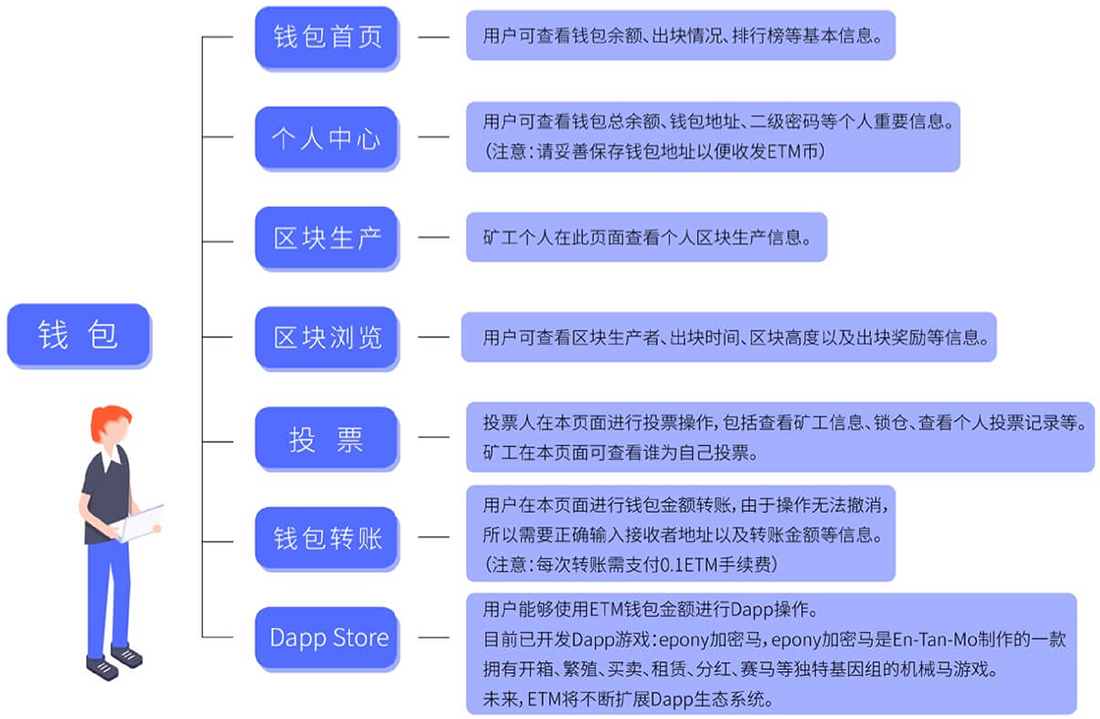 钱包
钱包首页
用户可查看钱包余额、出块情况、排行榜等基本信息。
个人中心
用户可查看钱包总余额、钱包地址、二级密码等个人重要信息。
（注意：请妥善保存钱包地址以便收发ETM币）
区块生产
矿工个人在此页面查看个人区块生产信息。
区块浏览
用户可查看区块生产者、出块时间、区块高度以及出块奖励等信息。
投票
投票人在本页面进行投票操作，包括查看矿工信息、锁仓、查看个人投票记录等。
矿工在本页面可查看谁为自己投票。
钱包转账
用户在本页面进行钱包金额转账，由于操作无法撤消，
所以需要正确输入接收者地址以及转账金额等信息。
（注意：每次转账需支付0.1ETM手续费）
Dapp Store
用户能够使用ETM钱包金额进行Dapp操作。
目前已开发Dapp游戏：epony加密马，epony加密马是En-Tan-Mo制作的一款
拥有开箱、繁殖、买卖、租赁、分红、赛马等独特基因组的机械马游戏。
未来，ETM将不断扩展Dapp生态系统。